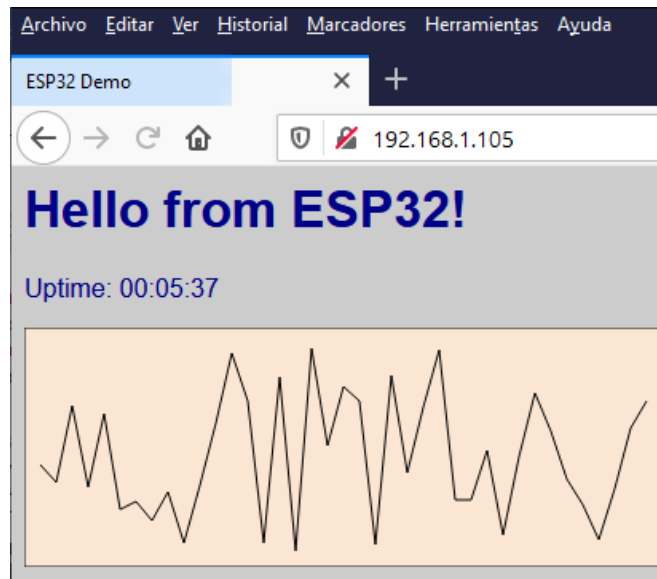 Archivo Editar Ver Historial Marcadores Herramientas Ayuda
ESP32 Demo
192.168.1.105
Hello from ESP32!
Uptime: 00:05:37